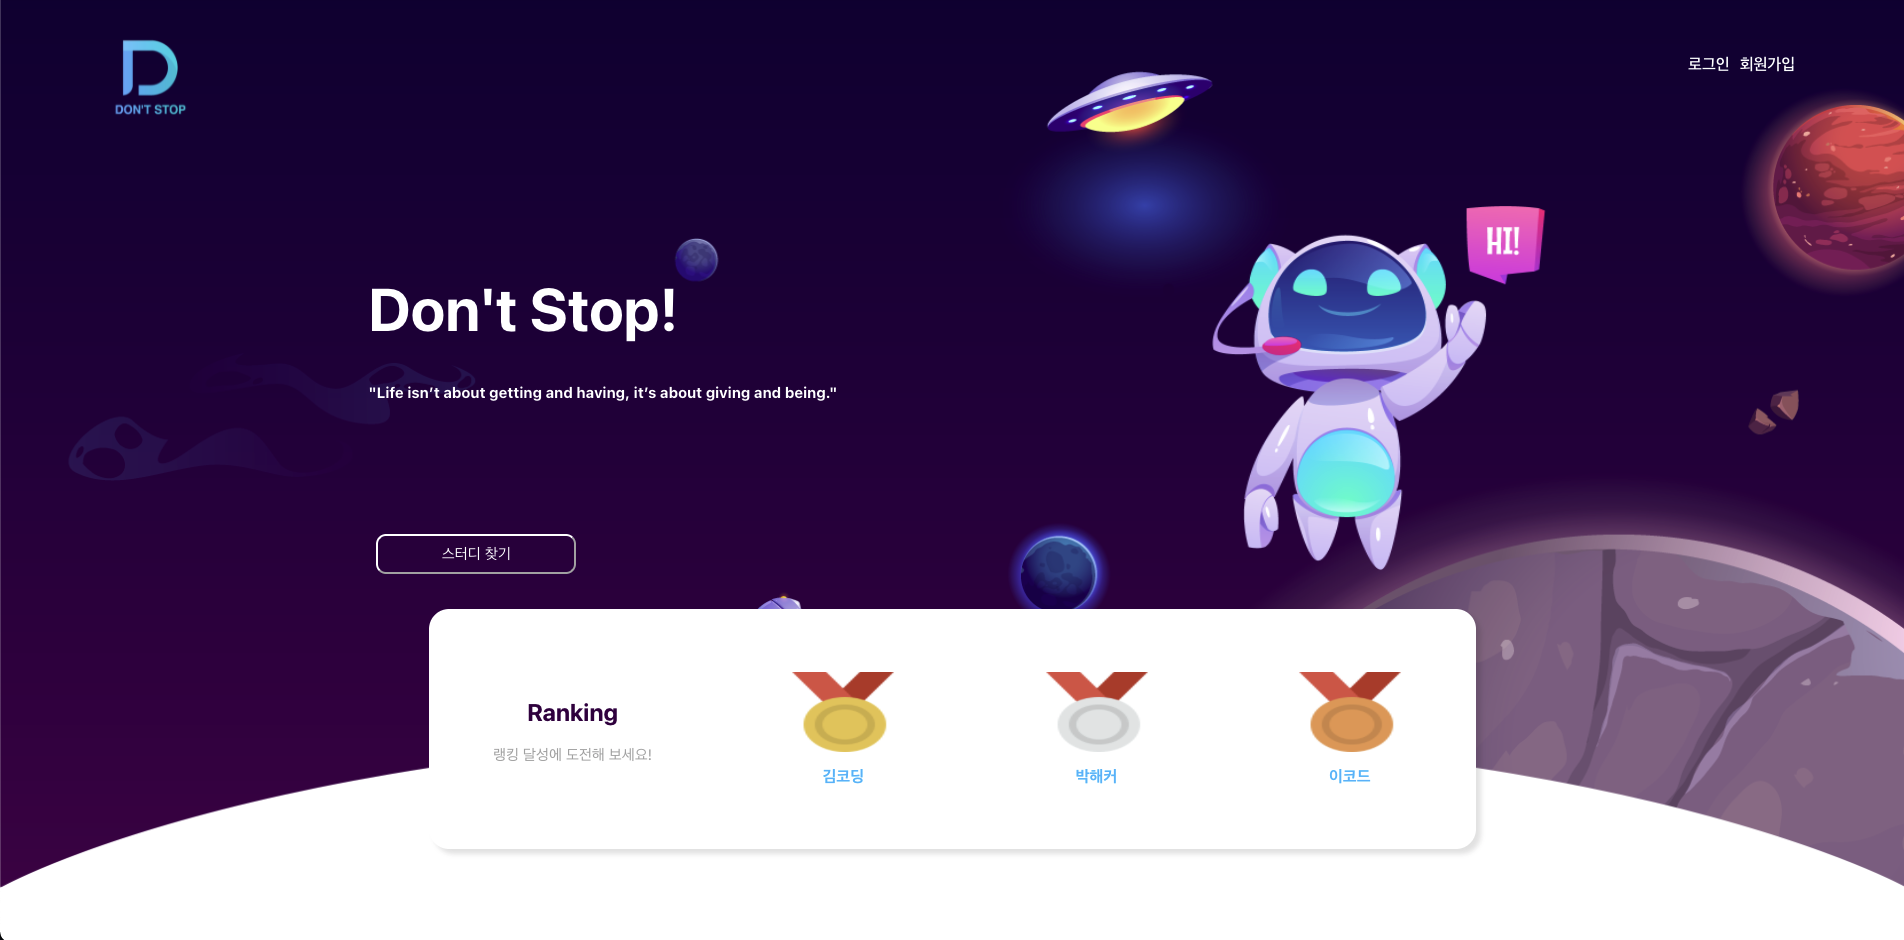 DON'T STOP
로그인 회원가입
HI!
Don't Stop!
"Life isn’t about getting and having, it’s about giving and being."
스터디 찾기
Ranking
랭킹 달성에 도전해 보세요!
김코딩 박해커 이코드